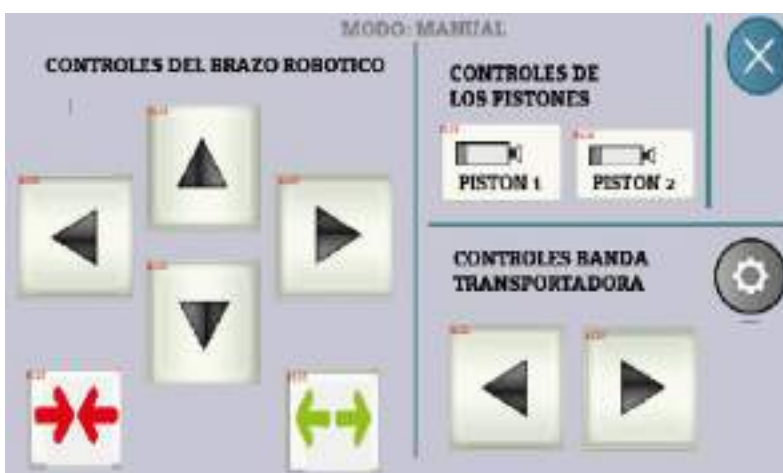 MODO: MANUAL
CONTROLES DEL BRAZO ROBOTICO
CONTROLES DE
LOS PISTONES
PISTON 1
PISTON 2
CONTROLES BANDA
TRANSPORTADORA